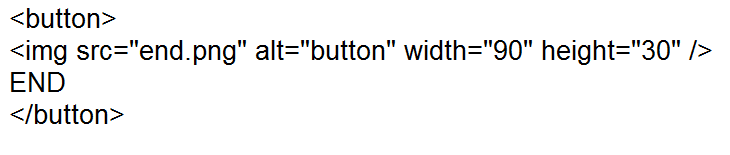 <button>
<img src="end.png" alt="button" width="90" height="30" />
END
</button>